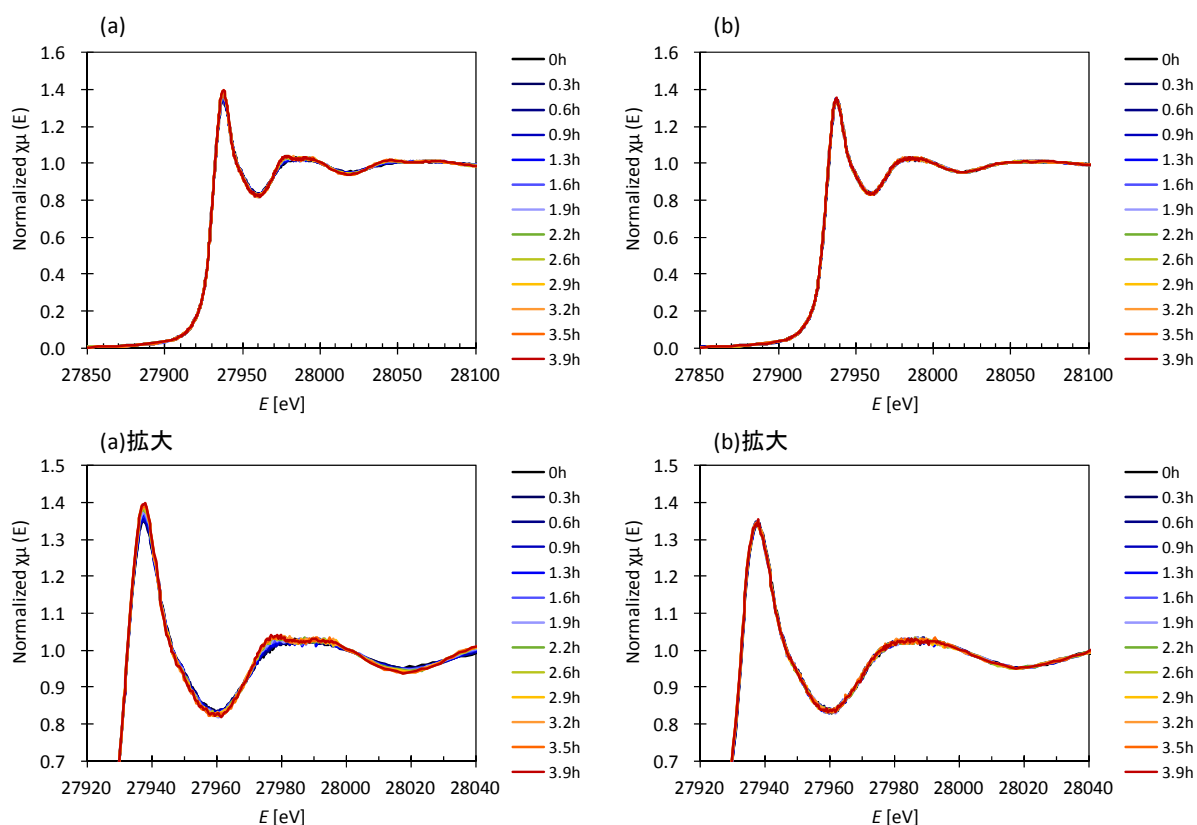 (a)
Normalized χμ (E)
1.6
1.4
1.2
1.0
0.8
0.6
0.4
0.2
0.0
27850 27900 27950 28000 28050 28100
E [eV]
0h
0.3h
0.6h
0.9h
1.3h
1.6h
1.9h
2.2h
2.6h
2.9h
3.2h
3.5h
3.9h
(b)
Normalized χμ (E)
1.6
1.4
1.2
1.0
0.8
0.6
0.4
0.2
0.0
27850 27900 27950 28000 28050 28100
E [eV]
0h
0.3h
0.6h
0.9h
1.3h
1.6h
1.9h
2.2h
2.6h
2.9h
3.2h
3.5h
3.9h
(a)拡大
Normalized χμ (E)
1.5
1.4
1.3
1.2
1.1
1.0
0.9
0.8
0.7
27920 27940 27960 27980 28000 28020 28040
E [eV]
0h
0.3h
0.6h
0.9h
1.3h
1.6h
1.9h
2.2h
2.6h
2.9h
3.2h
3.5h
3.9h
(b)拡大
Normalized χμ (E)
1.5
1.4
1.3
1.2
1.1
1.0
0.9
0.8
0.7
27920 27940 27960 27980 28000 28020 28040
E [eV]
0h
0.3h
0.6h
0.9h
1.3h
1.6h
1.9h
2.2h
2.6h
2.9h
3.2h
3.5h
3.9h